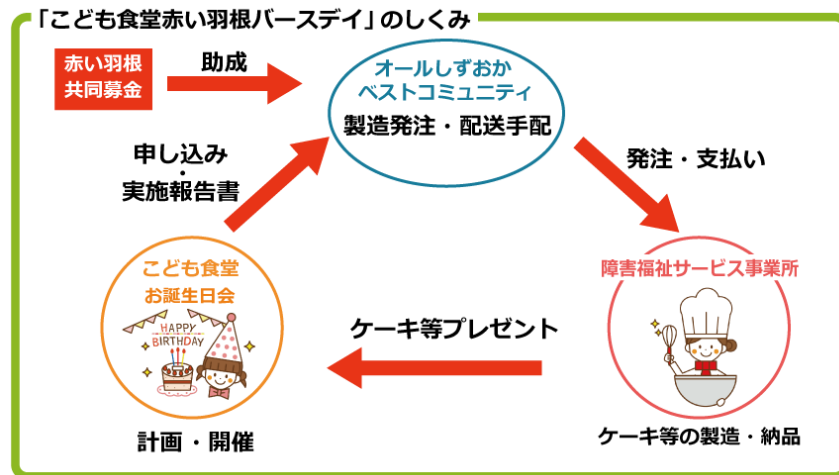 「こども食堂赤い羽根バースデイ」のしくみ
赤い羽根
共同募金
助成
オールしずおか
ベストコミュニティ
製造発注・配送手配
申し込み
・
実施報告書
発注・支払い
こども食堂
お誕生日会
HAPPY
BIRTHDAY
障害福祉サービス事業所
ケーキ等プレゼント
計画・開催
ケーキ等の製造・納品